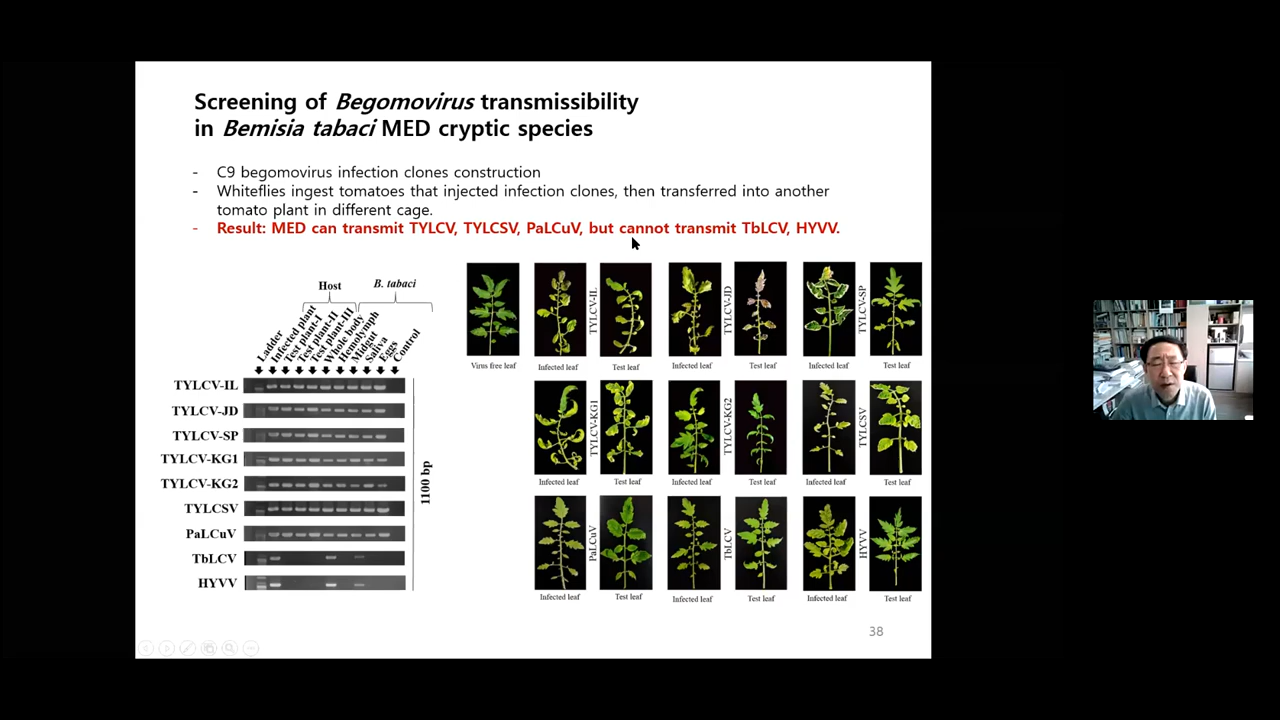 Screening of Begomovirus transmissibility
in Bemisia tabaci MED cryptic species
- C9 begomovirus infection clones construction
- Whiteflies ingest tomatoes that injected infection clones, then transferred into another
tomato plant in different cage.
- Result: MED can transmit TYLCV, TYLCSV, PaLCuV, but cannot transmit TbLCV, HYVV.
Host
B. tabaci
Ladder
Infected plant
Test plant-I
Test plant-II
Test plant-III
Whole body
Hemolymph
Midgut
Saliva
Eggs
Control
TYLCV-IL
TYLCV-JD
TYLCV-SP
TYLCV-KG1
TYLCV-KG2
TYLCSV
PaLCuV
TbLCV
HYVV
1100 bp
Virus free leaf
Infected leaf
TYLCV-IL
Test leaf
Infected leaf
TYLCV-JD
Test leaf
Infected leaf
TYLCV-SP
Test leaf
Infected leaf
TYLCV-KG1
Test leaf
Infected leaf
TYLCV-KG2
Test leaf
Infected leaf
TYLCSV
Test leaf
Infected leaf
PaLCuV
Test leaf
Infected leaf
TbLCV
Test leaf
Infected leaf
HYVV
Test leaf
38